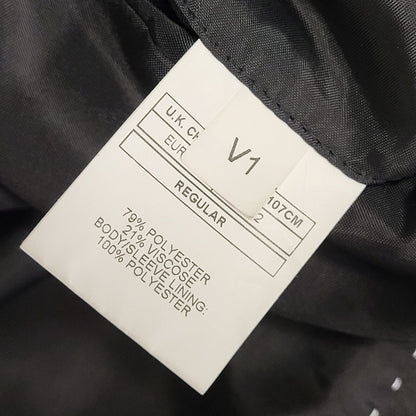 V1
U.K. CH 107CM
EUR 2
REGULAR
79% POLYESTER
21% VISCOSE
BODY/SLEEVE LINING:
100% POLYESTER